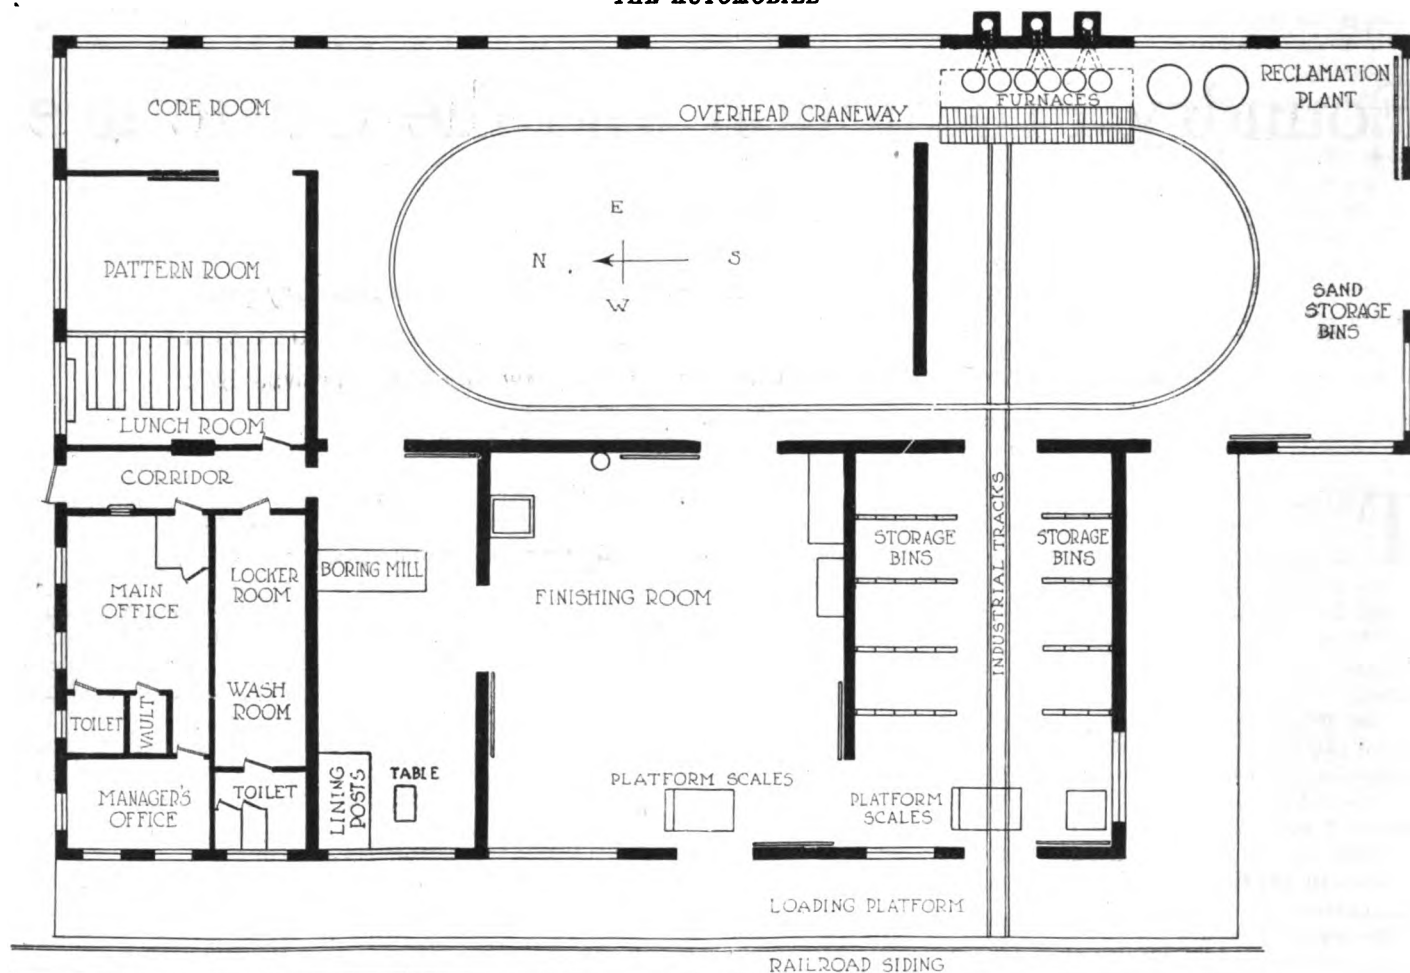 THE AUTOMOBILE
CORE ROOM
OVERHEAD CRANEWAY
FURNACES
RECLAMATION
PLANT
PATTERN ROOM
E
N
S
W
SAND
STORAGE
BINS
LUNCH ROOM
CORRIDOR
MAIN
OFFICE
LOCKER
ROOM
BORING MILL
FINISHING ROOM
STORAGE
BINS
INDUSTRIAL TRACKS
STORAGE
BINS
WASH
ROOM
TOILET
VAULT
MANAGER'S
OFFICE
TOILET
LINING
POSTS
TABLE
PLATFORM SCALES
PLATFORM
SCALES
LOADING PLATFORM
RAILROAD SIDING